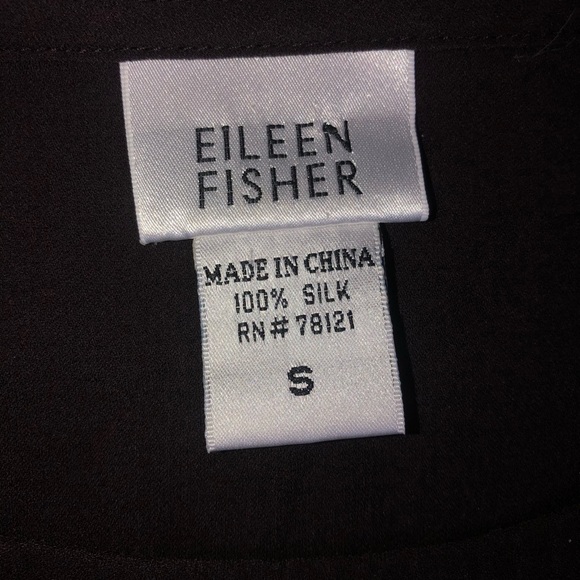 EILEEN
FISHER
MADE IN CHINA
100% SILK
RN# 78121
S